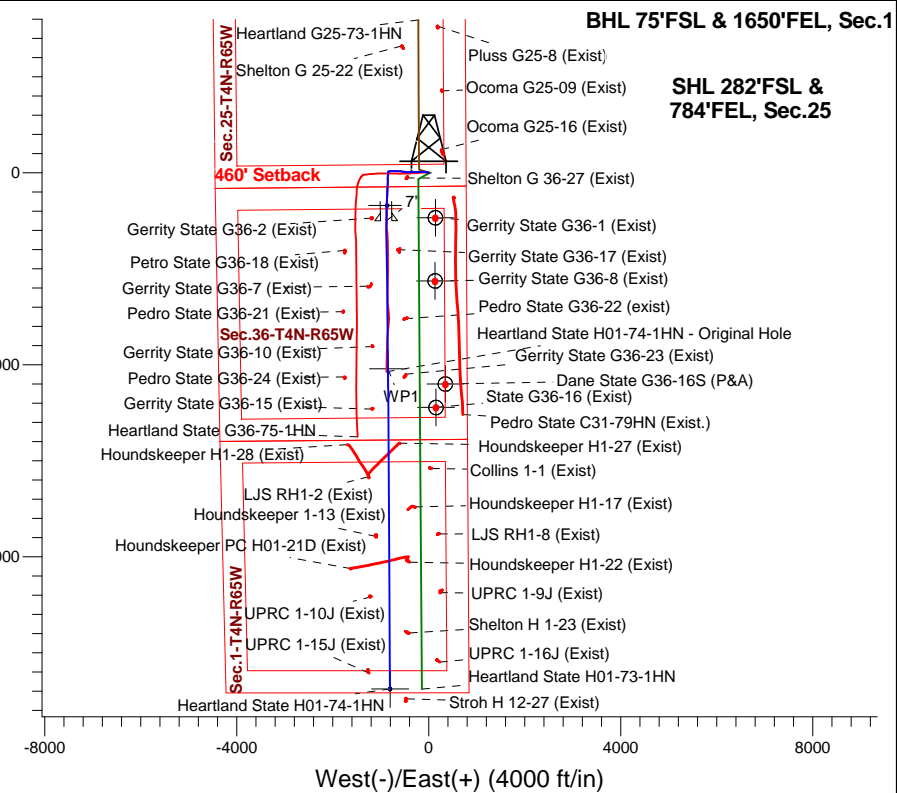 BHL 75'FSL & 1650'FEL, Sec.1
Heartland G25-73-1HN
Pluss G25-8 (Exist)
Shelton G 25-22 (Exist)
Sec.25-T4N-R65W
Ocoma G25-09 (Exist)
SHL 282'FSL &
784'FEL, Sec.25
Ocoma G25-16 (Exist)
0
460' Setback
Shelton G 36-27 (Exist)
7"
Gerrity State G36-2 (Exist)
Gerrity State G36-1 (Exist)
Petro State G36-18 (Exist)
Gerrity State G36-17 (Exist)
Gerrity State G36-7 (Exist)
Gerrity State G36-8 (Exist)
Pedro State G36-21 (Exist)
Pedro State G36-22 (exist)
Sec.36-T4N-R65W
Heartland State H01-74-1HN - Original Hole
Gerrity State G36-10 (Exist)
Gerrity State G36-23 (Exist)
000
Pedro State G36-24 (Exist)
Dane State G36-16S (P&A)
WP1
State G36-16 (Exist)
Gerrity State G36-15 (Exist)
Pedro State C31-79HN (Exist.)
Heartland State G36-75-1HN
Houndskeeper H1-27 (Exist)
Houndskeeper H1-28 (Exist)
Collins 1-1 (Exist)
LJS RH1-2 (Exist)
Houndskeeper H1-17 (Exist)
Houndskeeper 1-13 (Exist)
LJS RH1-8 (Exist)
Houndskeeper PC H01-21D (Exist)
000
Houndskeeper H1-22 (Exist)
Sec.1-T4N-R65W
UPRC 1-9J (Exist)
UPRC 1-10J (Exist)
Shelton H 1-23 (Exist)
UPRC 1-15J (Exist)
UPRC 1-16J (Exist)
Heartland State H01-73-1HN
Heartland State H01-74-1HN
Stroh H 12-27 (Exist)
-8000 -4000 0 4000 8000
West(-)/East(+) (4000 ft/in)